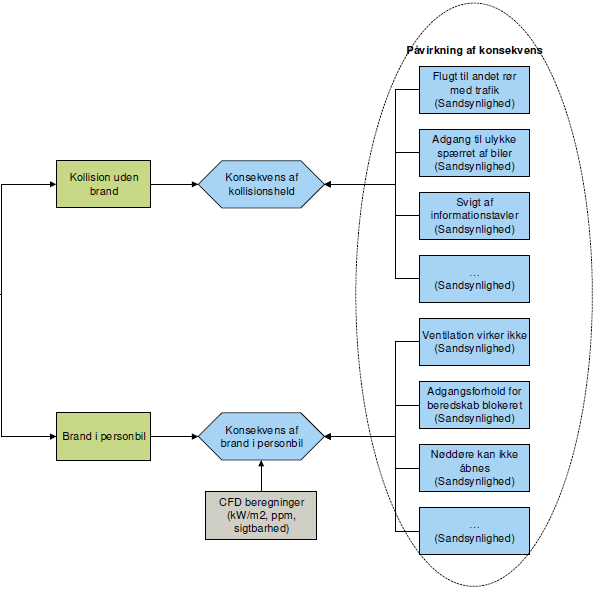 Påvirkning af konsekvens
Flugt til andet rør
med trafik
(Sandsynlighed)
Adgang til ulykke
spærret af biler
(Sandsynlighed)
Kollision uden
brand
Konsekvens af
kollisionsheld
Svigt af
informationstavler
(Sandsynlighed)
...
(Sandsynlighed)
Ventilation virker ikke
(Sandsynlighed)
Adgangsforhold for
beredskab blokeret
(Sandsynlighed)
Brand i personbil
Konsekvens af
brand i personbil
Nøddøre kan ikke
åbnes
(Sandsynlighed)
CFD beregninger
(kW/m2, ppm,
sigtbarhed)
...
(Sandsynlighed)